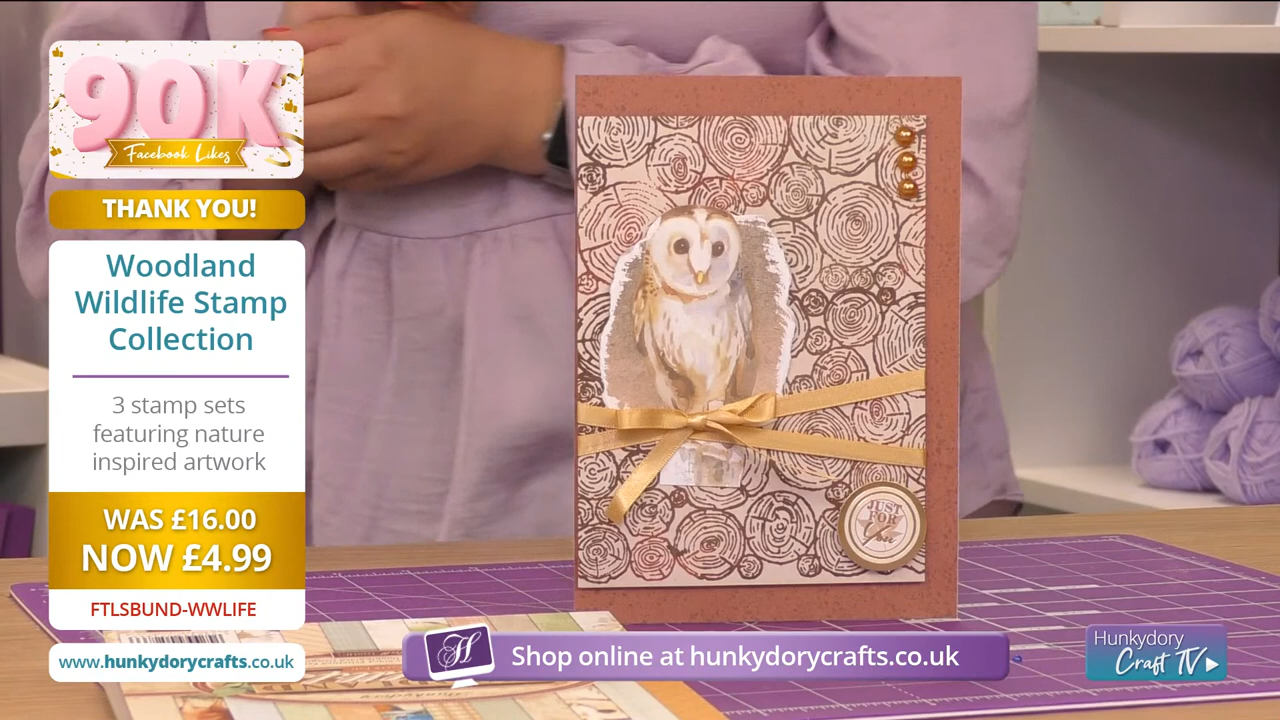 90K
Facebook Likes
THANK YOU!
Woodland
Wildlife Stamp
Collection
3 stamp sets
featuring nature
inspired artwork
WAS £16.00
NOW £4.99
FTLSBUND-WWLIFE
www.hunkydorycrafts.co.uk
JUST
FOR
You
H
Shop online at hunkydorycrafts.co.uk
Hunkydory
Craft TV